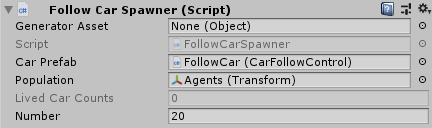 Follow Car Spawner (Script)
Generator Asset None (Object)
Script FollowCarSpawner
Car Prefab FollowCar (CarFollowControl)
Population Agents (Transform)
Lived Car Counts 0
Number 20